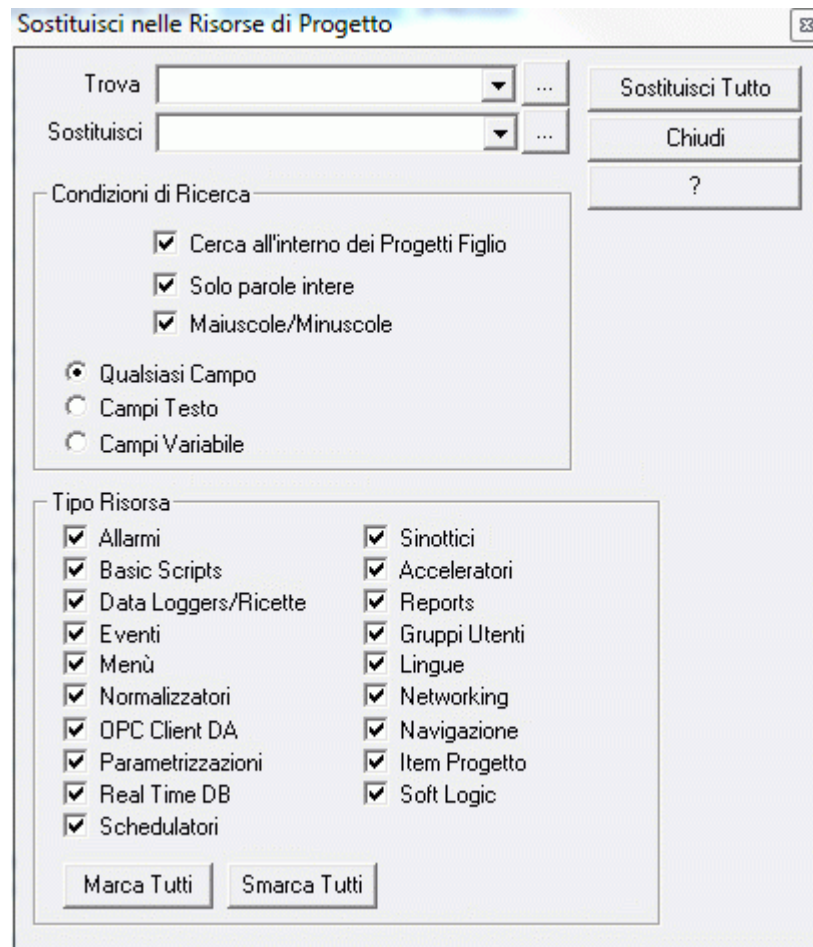 Sostituisci nelle Risorse di Progetto
Trova ... Sostituisci Tutto
Sostituisci ... Chiudi
?
Condizioni di Ricerca
Cerca all'interno dei Progetti Figlio
Solo parole intere
Maiuscole/Minuscole
Qualsiasi Campo
Campi Testo
Campi Variabile
Tipo Risorsa
Allarmi Sinottici
Basic Scripts Acceleratori
Data Loggers/Ricette Reports
Eventi Gruppi Utenti
Menù Lingue
Normalizzatori Networking
OPC Client DA Navigazione
Parametrizzazioni Item Progetto
Real Time DB Soft Logic
Schedulatori
Marca Tutti Smarca Tutti